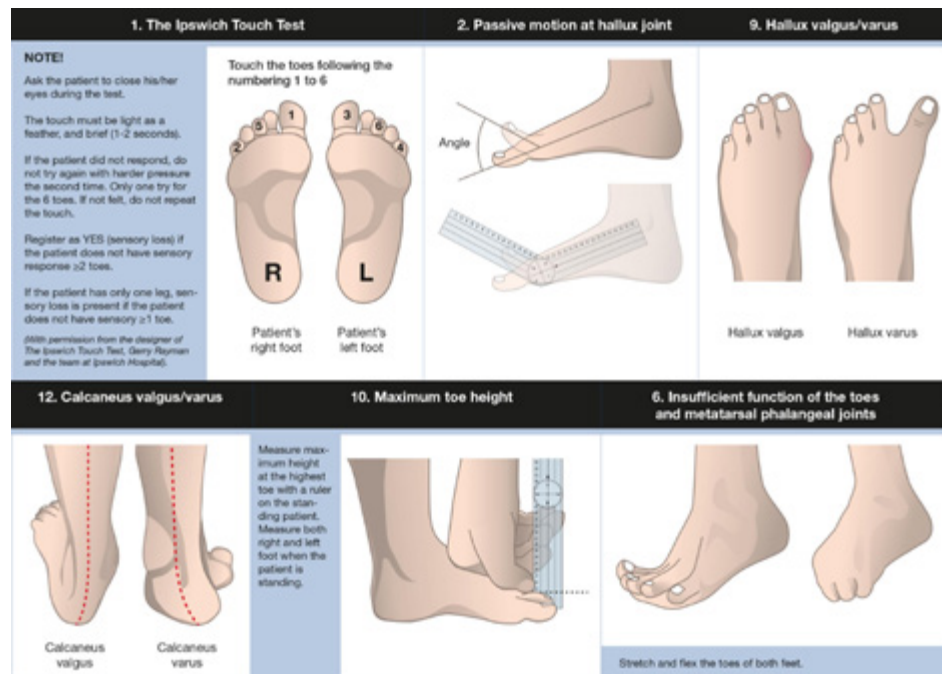 1. The Ipswich Touch Test
NOTE!
Ask the patient to close his/her
eyes during the test.
The touch must be light as a
feather, and brief (1-2 seconds).
If the patient did not respond, do
not try again with harder pressure
the second time. Only one try for
the 6 toes. If not felt, do not repeat
the touch.
Register as YES (sensory loss) if
the patient does not have sensory
response ≥2 toes.
If the patient has only one leg, sen-
sory loss is present if the patient
does not have sensory ≥1 toe.
(With permission from the designer of
The Ipswich Touch Test, Gerry Rayman
and the team at Ipswich Hospital).
Touch the toes following the
numbering 1 to 6
2 5 1 3 6 4
R L
Patient's
right foot
Patient's
left foot
2. Passive motion at hallux joint
Angle
9. Hallux valgus/varus
Hallux valgus
Hallux varus
12. Calcaneus valgus/varus
Calcaneus
valgus
Calcaneus
varus
10. Maximum toe height
Measure max-
imum height
at the highest
toe with a ruler
on the stan-
ding patient.
Measure both
right and left
foot when the
patient is
standing.
6. Insufficient function of the toes
and metatarsal phalangeal joints
Stretch and flex the toes of both feet.